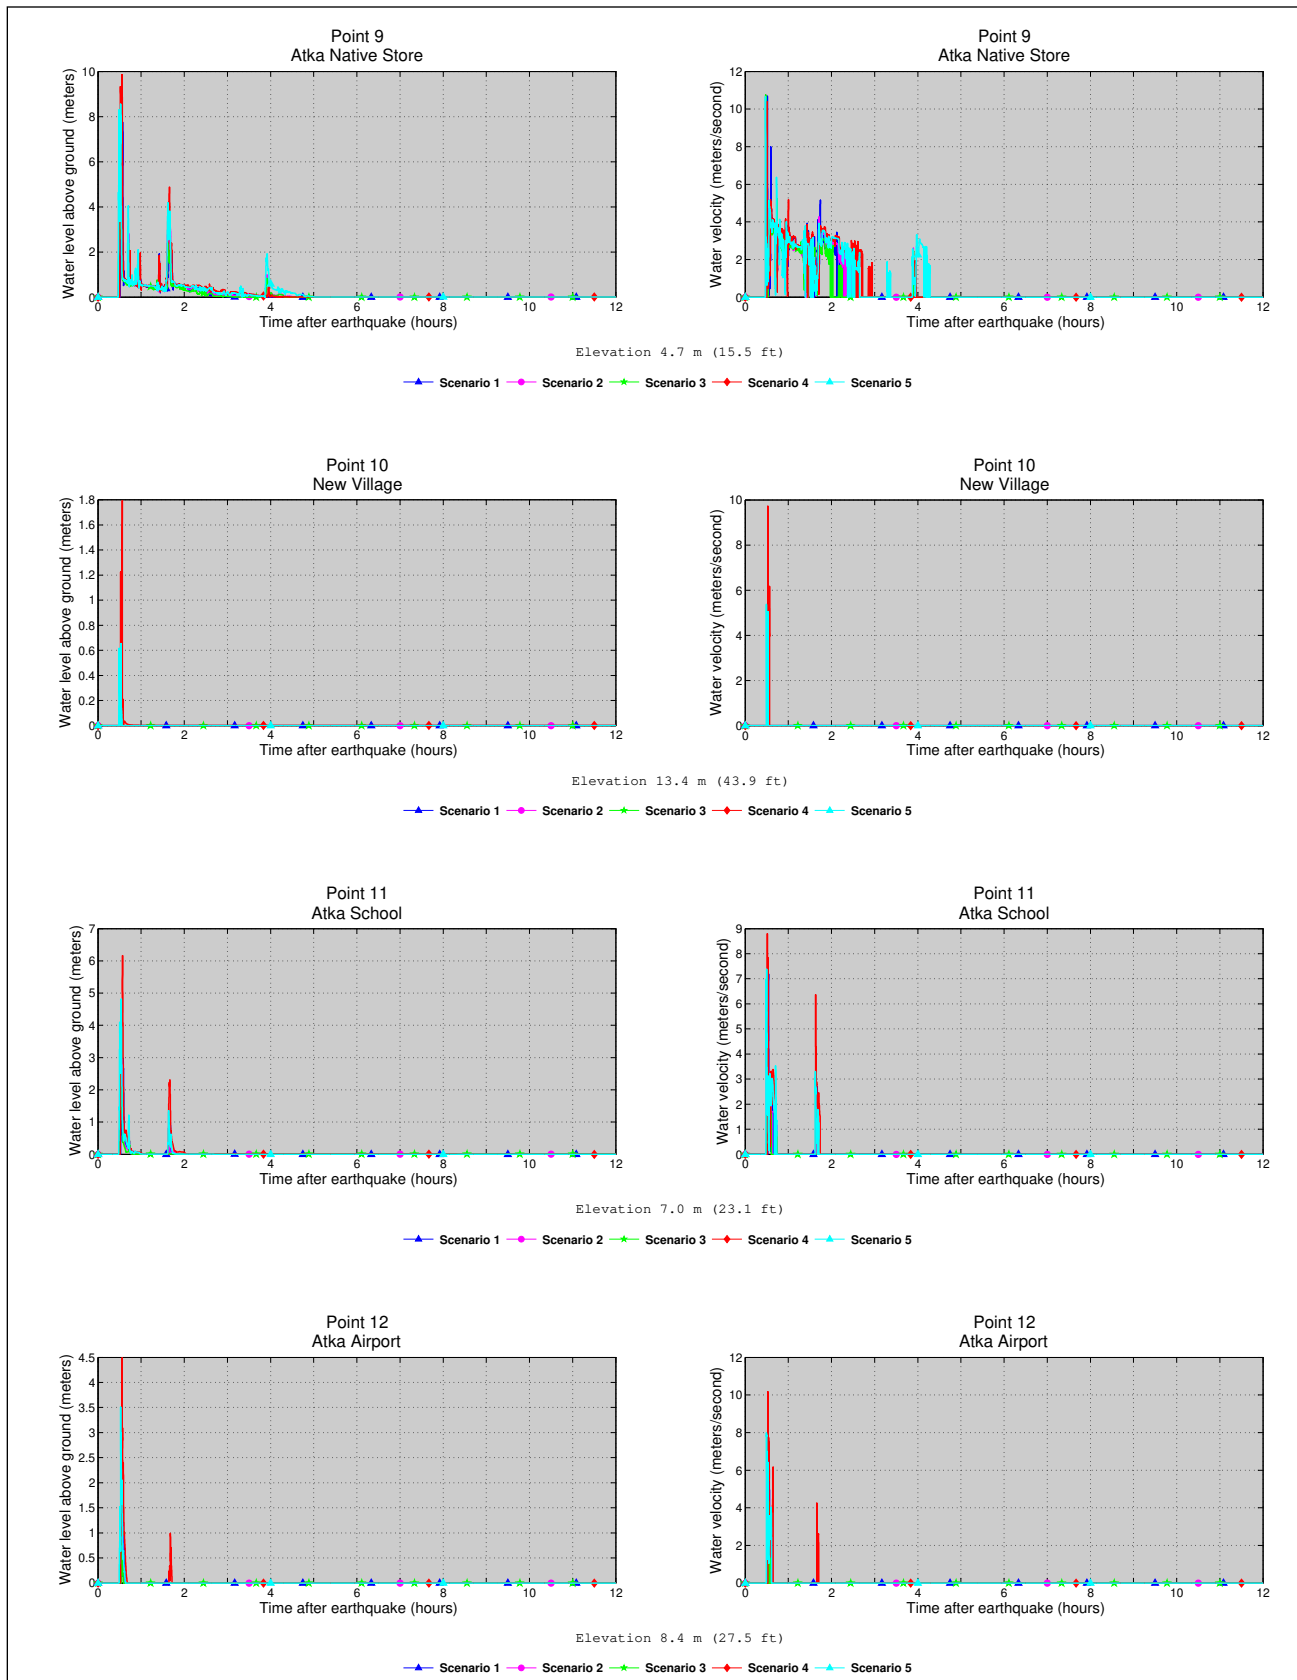 Point 9
Atka Native Store
Water level above ground (meters)
10
8
6
4
2
0
0 2 4 6 8 10 12
Time after earthquake (hours)
Point 9
Atka Native Store
Water velocity (meters/second)
12
10
8
6
4
2
0
0 2 4 6 8 10 12
Time after earthquake (hours)
Elevation 4.7 m (15.5 ft)
Scenario 1 Scenario 2 Scenario 3 Scenario 4 Scenario 5
Point 10
New Village
Water level above ground (meters)
1.8
1.6
1.4
1.2
1
0.8
0.6
0.4
0.2
0
0 2 4 6 8 10 12
Time after earthquake (hours)
Point 10
New Village
Water velocity (meters/second)
10
8
6
4
2
0
0 2 4 6 8 10 12
Time after earthquake (hours)
Elevation 13.4 m (43.9 ft)
Scenario 1 Scenario 2 Scenario 3 Scenario 4 Scenario 5
Point 11
Atka School
Water level above ground (meters)
7
6
5
4
3
2
1
0
0 2 4 6 8 10 12
Time after earthquake (hours)
Point 11
Atka School
Water velocity (meters/second)
9
8
7
6
5
4
3
2
1
0
0 2 4 6 8 10 12
Time after earthquake (hours)
Elevation 7.0 m (23.1 ft)
Scenario 1 Scenario 2 Scenario 3 Scenario 4 Scenario 5
Point 12
Atka Airport
Water level above ground (meters)
4.5
4
3.5
3
2.5
2
1.5
1
0.5
0
0 2 4 6 8 10 12
Time after earthquake (hours)
Point 12
Atka Airport
Water velocity (meters/second)
12
10
8
6
4
2
0
0 2 4 6 8 10 12
Time after earthquake (hours)
Elevation 8.4 m (27.5 ft)
Scenario 1 Scenario 2 Scenario 3 Scenario 4 Scenario 5